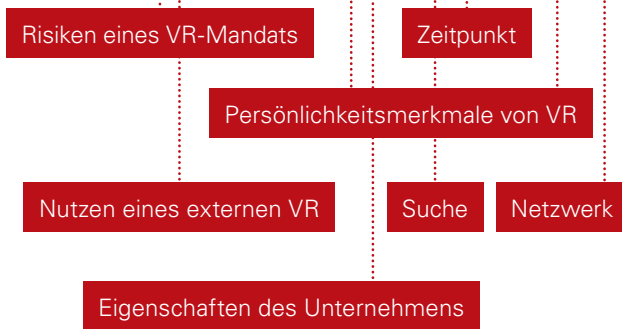 Risiken eines VR-Mandats
Zeitpunkt
Persönlichkeitsmerkmale von VR
Nutzen eines externen VR
Suche
Netzwerk
Eigenschaften des Unternehmens